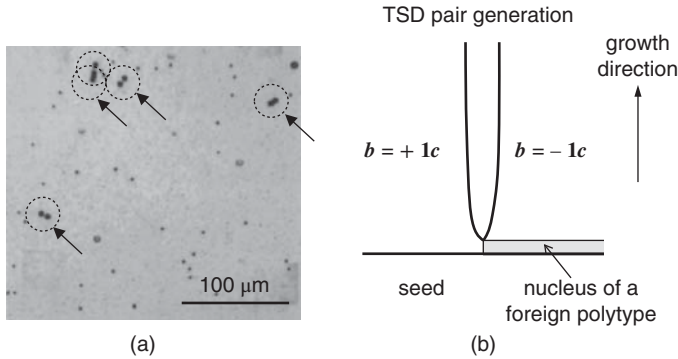 TSD pair generation
growth
direction
b = + 1c
b = – 1c
100 μm
seed
nucleus of a
foreign polytype
(a)
(b)